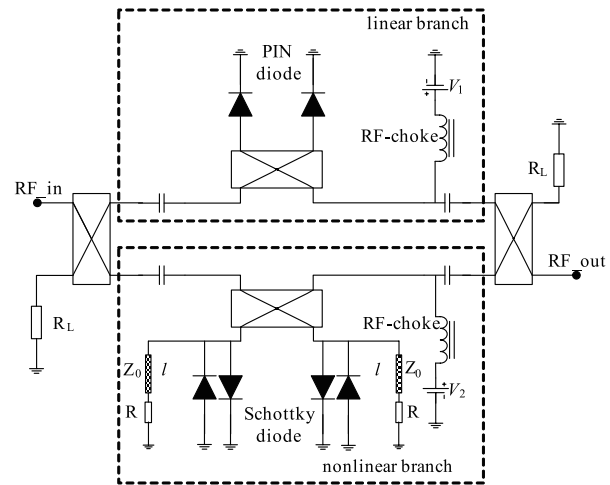 linear branch
PIN
diode
V1
RF-choke
RL
RF_in
RF_out
RL
RF-choke
Z0 l
l Z0
V2
R
Schottky
diode
R
nonlinear branch